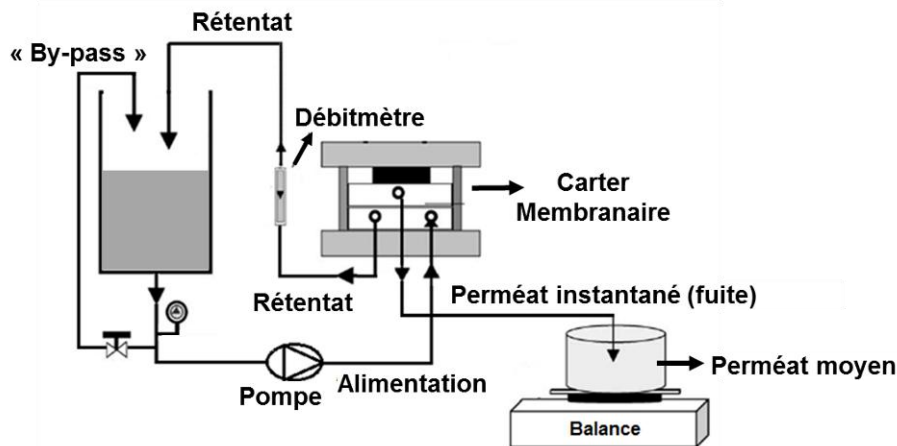 Rétentat
« By-pass »
Débitmètre
Carter
Membranaire
Rétentat
Perméat instantané (fuite)
Perméat moyen
Pompe
Alimentation
Balance